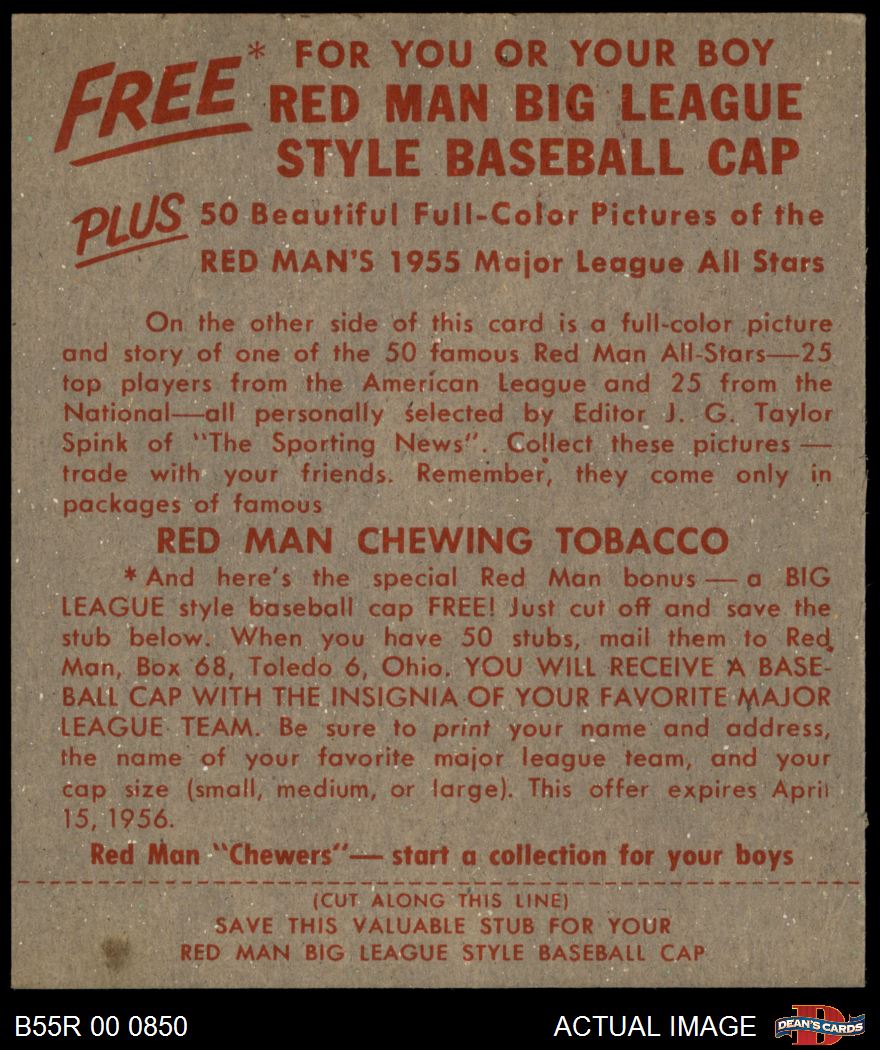 FREE* FOR YOU OR YOUR BOY
RED MAN BIG LEAGUE
STYLE BASEBALL CAP
PLUS 50 Beautiful Full-Color Pictures of the
RED MAN'S 1955 Major League All Stars
On the other side of this card is a full-color picture
and story of one of the 50 famous Red Man All-Stars—25
top players from the American League and 25 from the
National—all personally selected by Editor J. G. Taylor
Spink of "The Sporting News". Collect these pictures —
trade with your friends. Remember, they come only in
packages of famous
RED MAN CHEWING TOBACCO
* And here's the special Red Man bonus — a BIG
LEAGUE style baseball cap FREE! Just cut off and save the
stub below. When you have 50 stubs, mail them to Red
Man, Box 68, Toledo 6, Ohio. YOU WILL RECEIVE A BASE-
BALL CAP WITH THE INSIGNIA OF YOUR FAVORITE MAJOR
LEAGUE TEAM. Be sure to print your name and address,
the name of your favorite major league team, and your
cap size (small, medium, or large). This offer expires April
15, 1956.
Red Man "Chewers"— start a collection for your boys
(CUT ALONG THIS LINE)
SAVE THIS VALUABLE STUB FOR YOUR
RED MAN BIG LEAGUE STYLE BASEBALL CAP
B55R 00 0850 ACTUAL IMAGE D DEAN'S CARDS